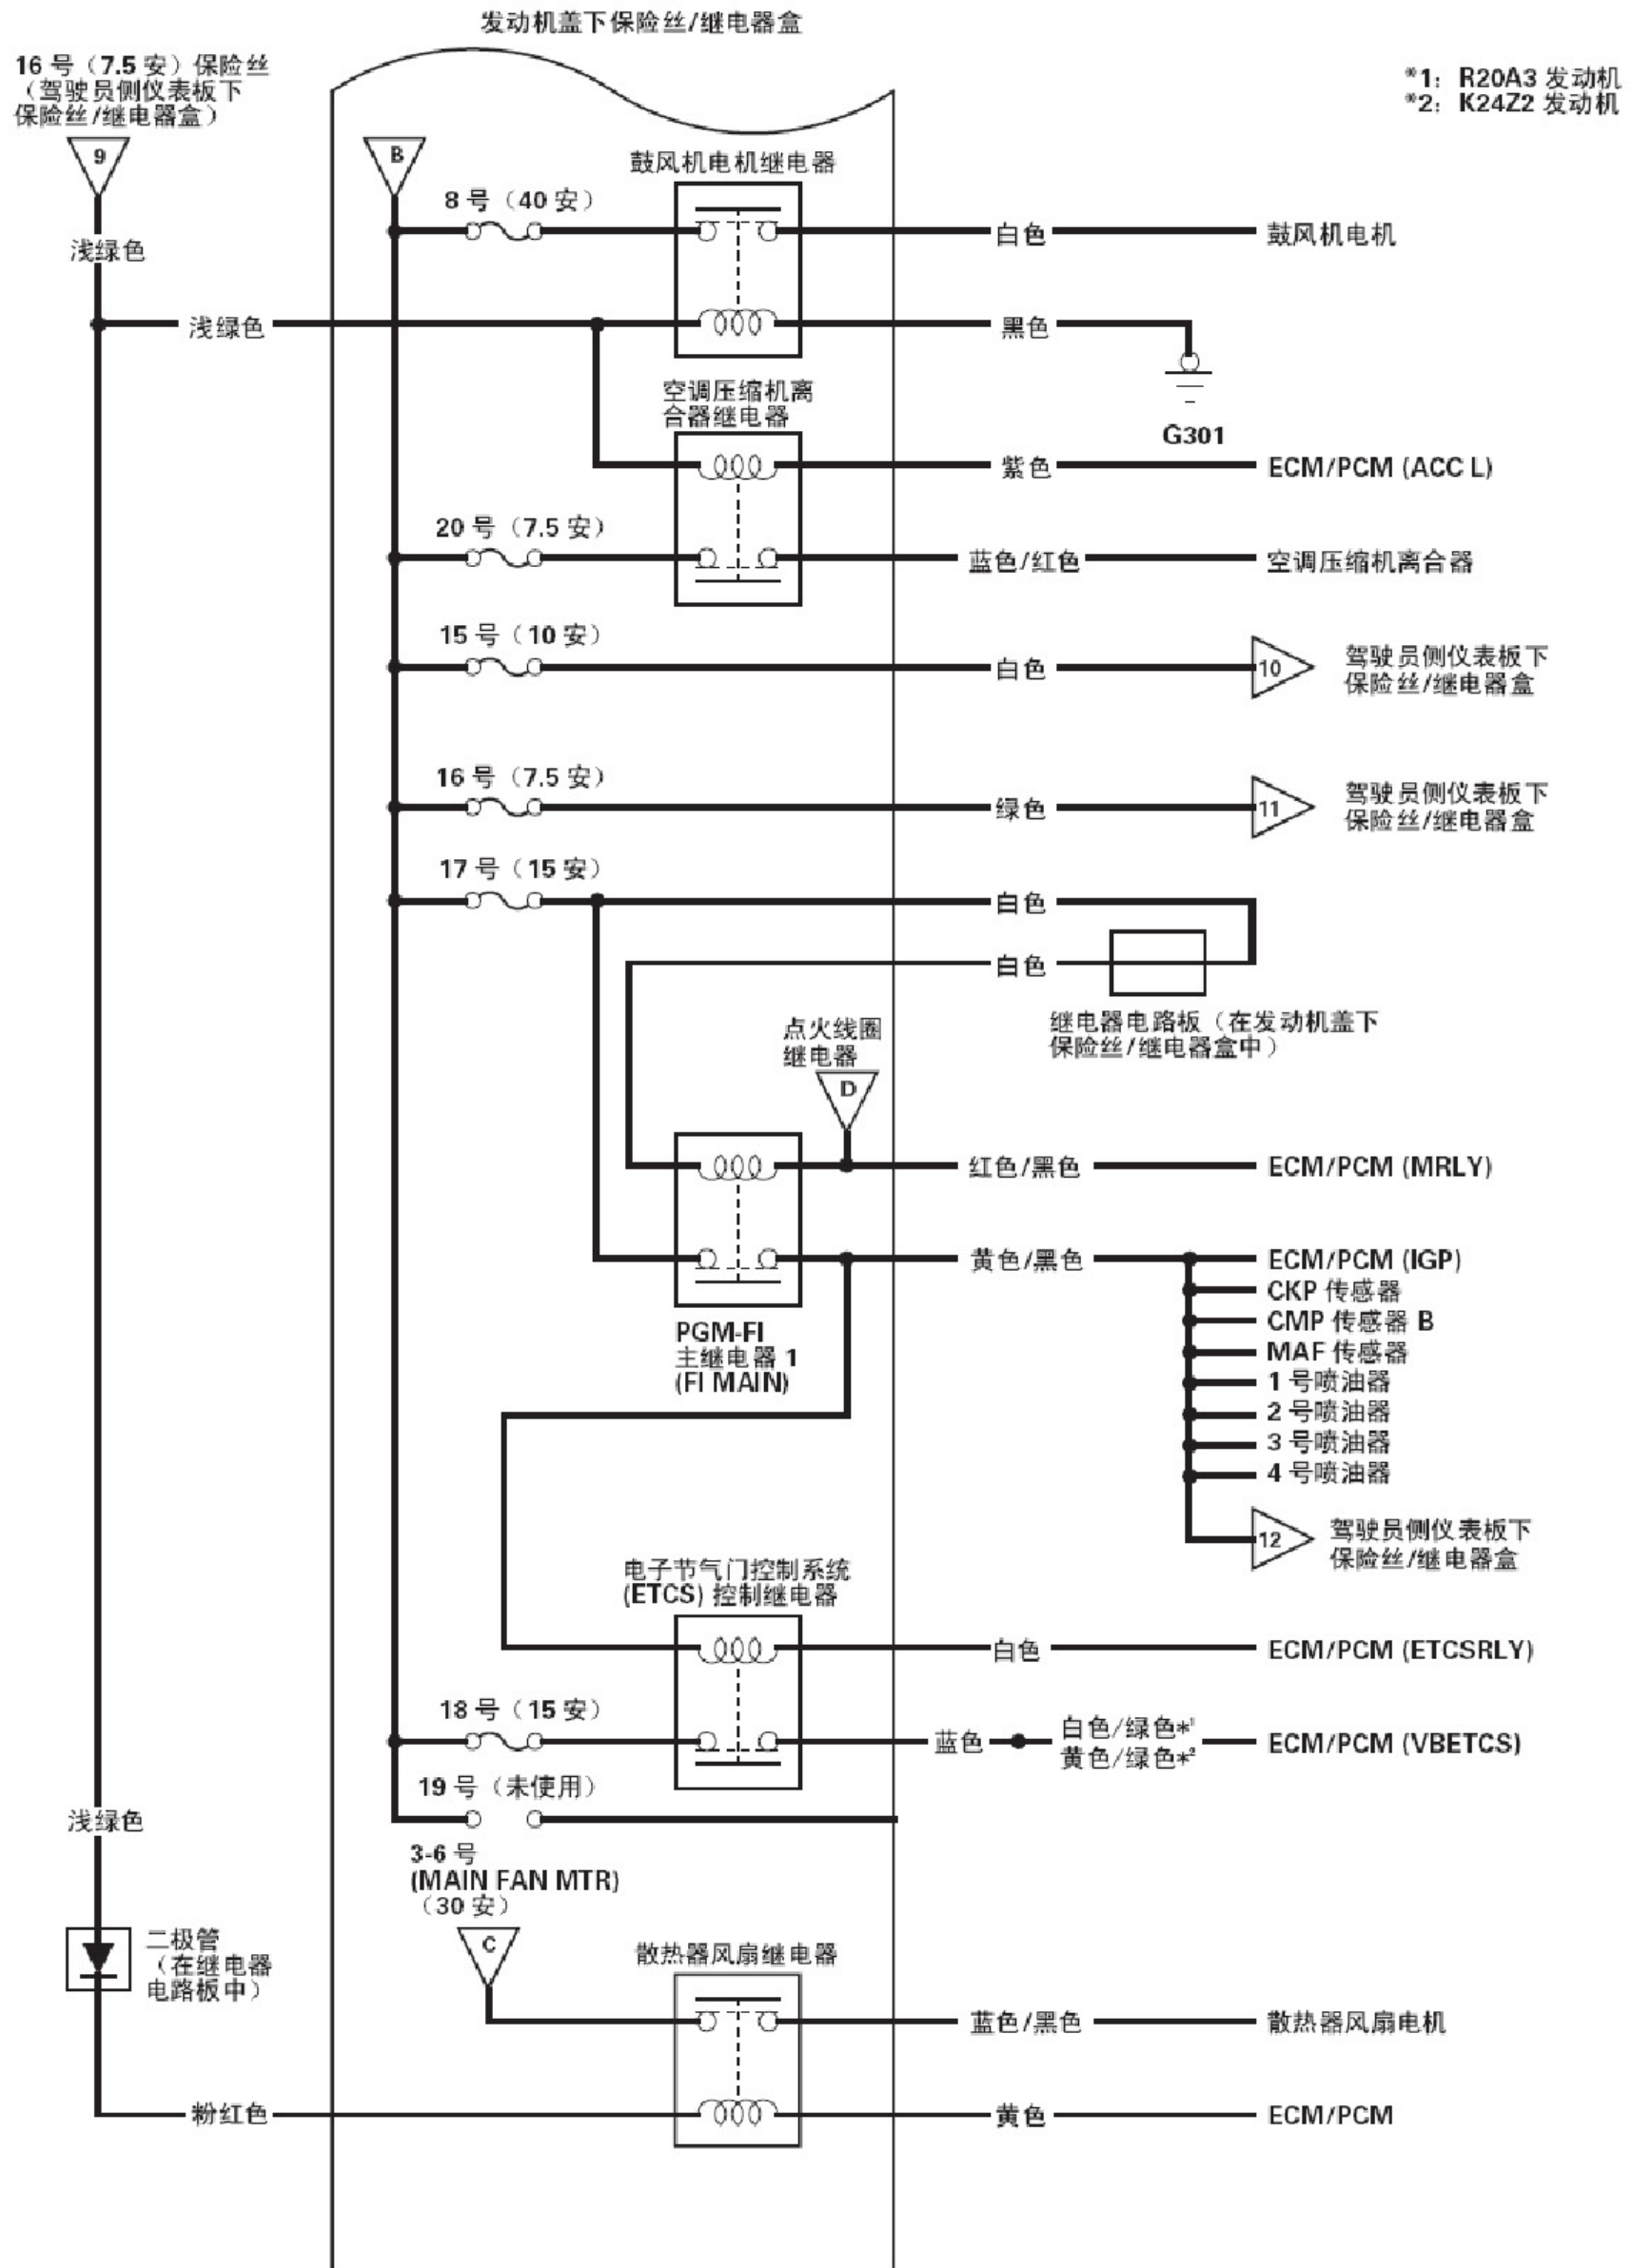 发动机盖下保险丝/继电器盒
16 号（7.5 安）保险丝
（驾驶员侧仪表板下
保险丝/继电器盒）
*1: R20A3 发动机
*2: K24Z2 发动机
9
B
鼓风机电机继电器
8 号（40 安）
浅绿色
白色
鼓风机电机
浅绿色
黑色
G301
空调压缩机离
合器继电器
紫色
ECM/PCM (ACC L)
20 号（7.5 安）
蓝色/红色
空调压缩机离合器
15 号（10 安）
白色
10
驾驶员侧仪表板下
保险丝/继电器盒
16 号（7.5 安）
绿色
11
驾驶员侧仪表板下
保险丝/继电器盒
17 号（15 安）
白色
白色
继电器电路板（在发动机盖下
保险丝/继电器盒中）
点火线圈
继电器
D
红色/黑色
ECM/PCM (MRLY)
黄色/黑色
ECM/PCM (IGP)
CKP 传感器
CMP 传感器 B
MAF 传感器
1 号喷油器
2 号喷油器
3 号喷油器
4 号喷油器
PGM-FI
主继电器 1
(FI MAIN)
12
驾驶员侧仪表板下
保险丝/继电器盒
电子节气门控制系统
(ETCS) 控制继电器
白色
ECM/PCM (ETCSRLY)
18 号（15 安）
蓝色
白色/绿色*1
黄色/绿色*2
ECM/PCM (VBETCS)
19 号（未使用）
浅绿色
3-6 号
(MAIN FAN MTR)
（30 安）
C
二极管
（在继电器
电路板中）
散热器风扇继电器
蓝色/黑色
散热器风扇电机
粉红色
黄色
ECM/PCM